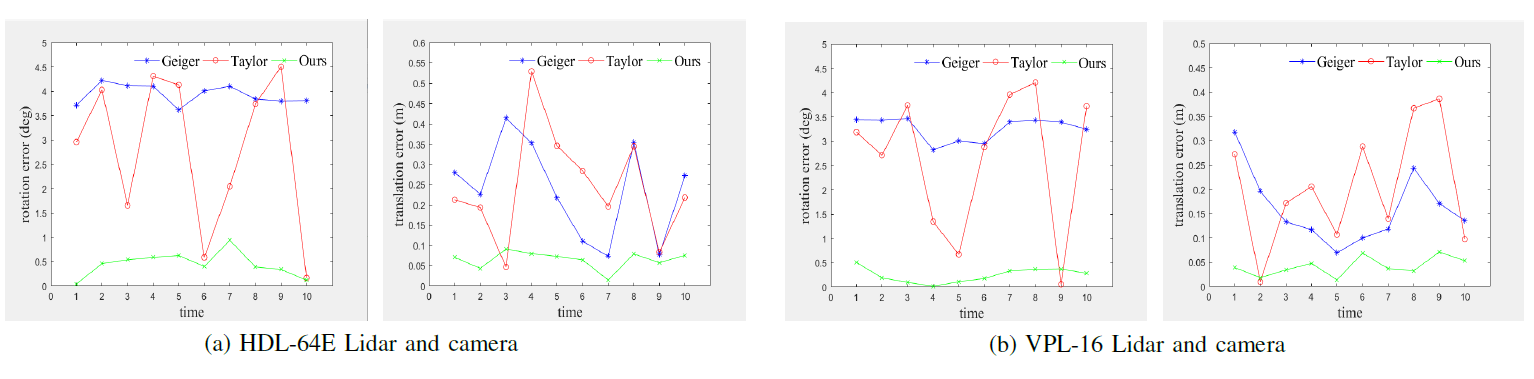 5
4.5
4
3.5
3
2.5
2
1.5
1
0.5
0
rotation error (deg)
Geiger Taylor Ours
0 1 2 3 4 5 6 7 8 9 10
time
0.6
0.55
0.5
0.45
0.4
0.35
0.3
0.25
0.2
0.15
0.1
0.05
0
translation error (m)
Geiger Taylor Ours
0 1 2 3 4 5 6 7 8 9 10
time
(a) HDL-64E Lidar and camera
5
4.5
4
3.5
3
2.5
2
1.5
1
0.5
0
rotation error (deg)
Geiger Taylor Ours
0 1 2 3 4 5 6 7 8 9 10
time
0.5
0.45
0.4
0.35
0.3
0.25
0.2
0.15
0.1
0.05
0
translation error (m)
Geiger Taylor Ours
0 1 2 3 4 5 6 7 8 9 10
time
(b) VPL-16 Lidar and camera